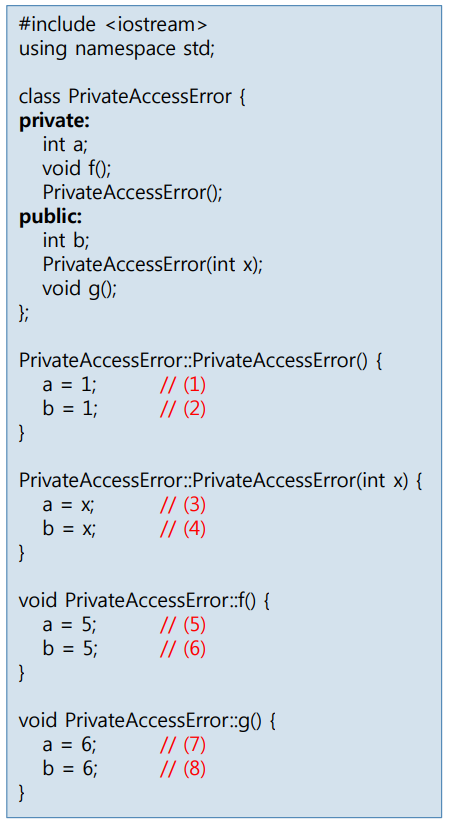 #include <iostream>
using namespace std;
class PrivateAccessError {
private:
int a;
void f();
PrivateAccessError();
public:
int b;
PrivateAccessError(int x);
void g();
};
PrivateAccessError::PrivateAccessError() {
a = 1; // (1)
b = 1; // (2)
}
PrivateAccessError::PrivateAccessError(int x) {
a = x; // (3)
b = x; // (4)
}
void PrivateAccessError::f() {
a = 5; // (5)
b = 5; // (6)
}
void PrivateAccessError::g() {
a = 6; // (7)
b = 6; // (8)
}